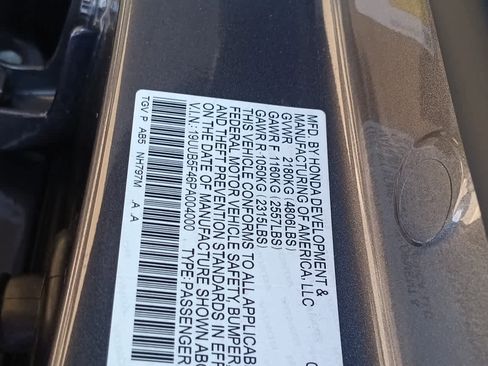 MFD. BY HONDA DEVELOPMENT &
MANUFACTURING OF AMERICA, LLC
GVWR 2180KG (4806LBS)
GAWR F 1160KG (2557LBS)
GAWR R 1050KG (2315LBS)
THIS VEHICLE CONFORMS TO ALL APPLICAB
FEDERAL MOTOR VEHICLE SAFETY, BUMPER,
AND THEFT PREVENTION STANDARDS IN EFF
ON THE DATE OF MANUFACTURE SHOWN ABO
V.I.N.:19UUB5F46PA004000 TYPE:PASSENGER
TGV P AB5 NH797M A A